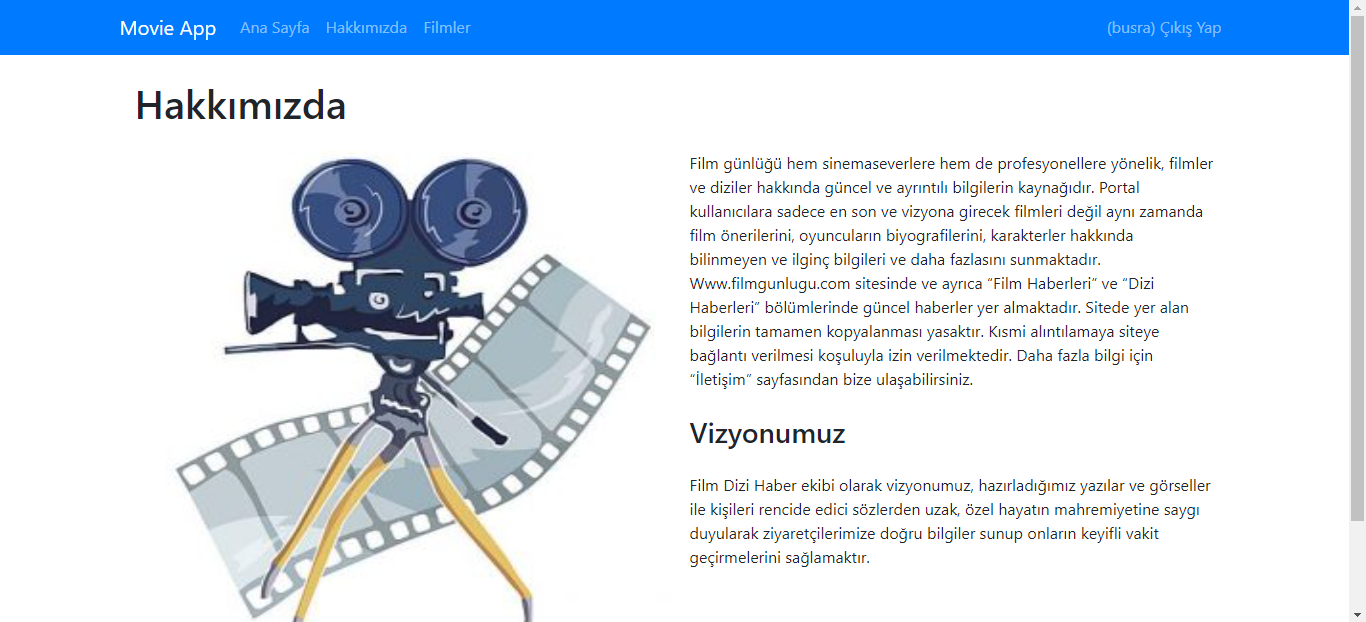 Movie App Ana Sayfa Hakkımızda Filmler (busra) Çıkış Yap
Hakkımızda
Film günlüğü hem sinemaseverlere hem de profesyonellere yönelik, filmler
ve diziler hakkında güncel ve ayrıntılı bilgilerin kaynağıdır. Portal
kullanıcılara sadece en son ve vizyona girecek filmleri değil aynı zamanda
film önerilerini, oyuncuların biyografilerini, karakterler hakkında
bilinmeyen ve ilginç bilgileri ve daha fazlasını sunmaktadır.
Www.filmgunlugu.com sitesinde ve ayrıca “Film Haberleri” ve “Dizi
Haberleri” bölümlerinde güncel haberler yer almaktadır. Sitede yer alan
bilgilerin tamamen kopyalanması yasaktır. Kısmi alıntılamaya siteye
bağlantı verilmesi koşuluyla izin verilmektedir. Daha fazla bilgi için
“İletişim” sayfasından bize ulaşabilirsiniz.
Vizyonumuz
Film Dizi Haber ekibi olarak vizyonumuz, hazırladığımız yazılar ve görseller
ile kişileri rencide edici sözlerden uzak, özel hayatın mahremiyetine saygı
duyularak ziyaretçilerimize doğru bilgiler sunup onların keyifli vakit
geçirmelerini sağlamaktır.